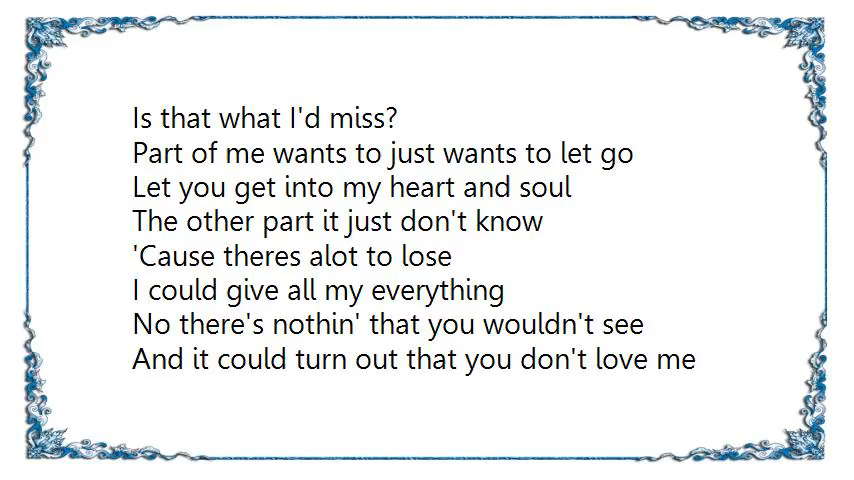 Is that what I'd miss?
Part of me wants to just wants to let go
Let you get into my heart and soul
The other part it just don't know
'Cause theres alot to lose
I could give all my everything
No there's nothin' that you wouldn't see
And it could turn out that you don't love me